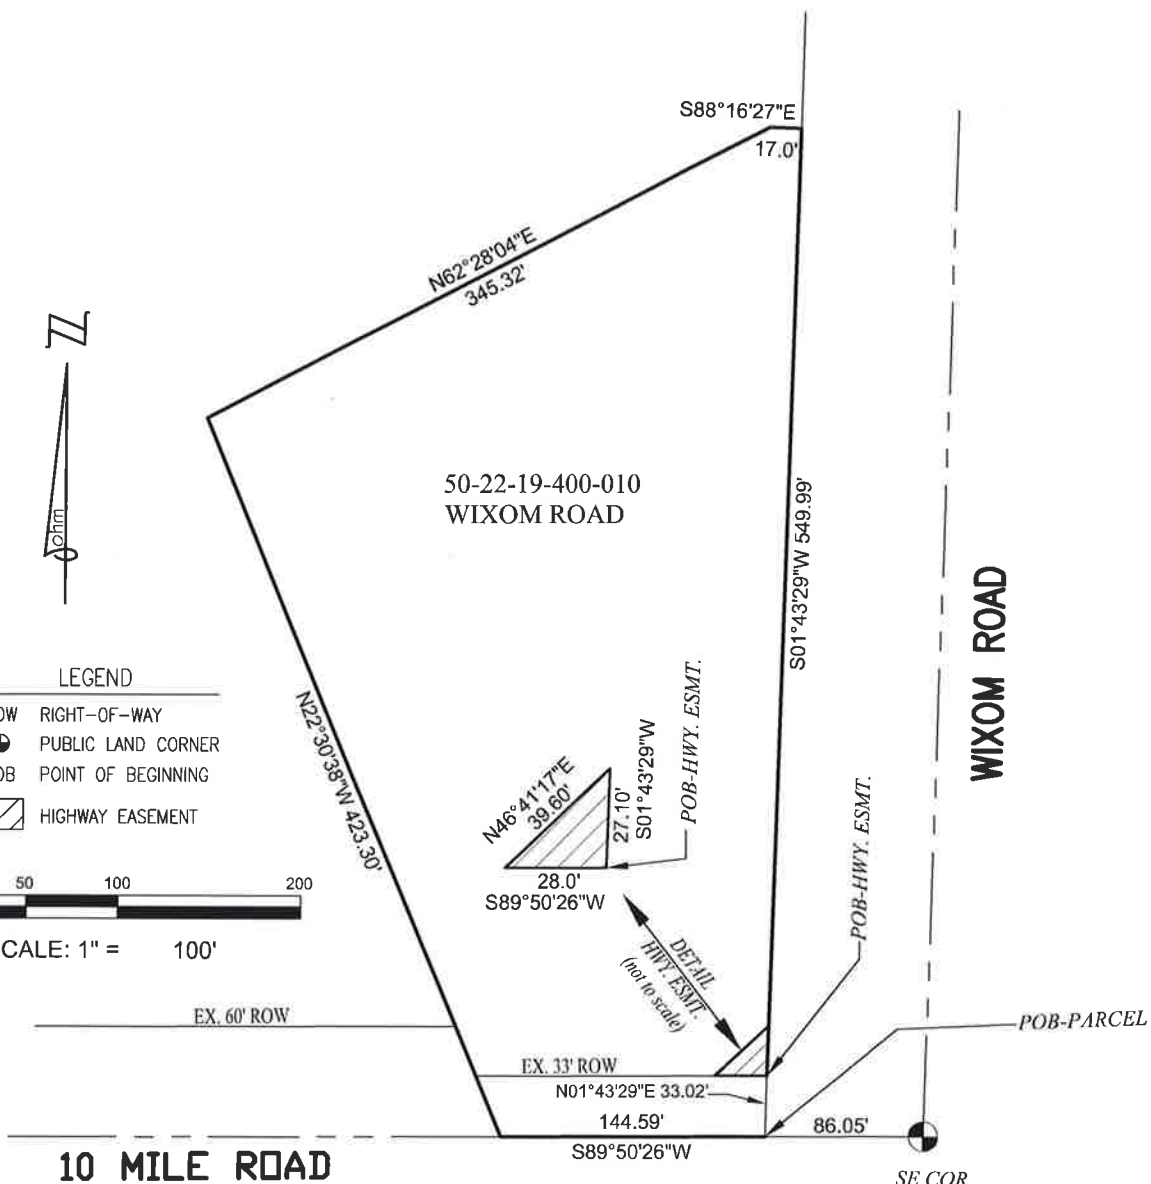 S88°16'27"E
17.0'
N62°28'04"E
345.32'
ohm
50-22-19-400-010
WIXOM ROAD
S01°43'29"W 549.99'
WIXOM ROAD
LEGEND
OW RIGHT-OF-WAY
PUBLIC LAND CORNER
OB POINT OF BEGINNING
HIGHWAY EASEMENT
N22°30'38"W 423.30'
N46°41'17"E
39.60'
27.10'
S01°43'29"W
POB-HWY. ESMT.
28.0'
S89°50'26"W
50 100 200
CALE: 1" = 100'
DETAIL
HWY. ESMT.
(not to scale)
POB-HWY. ESMT.
EX. 60' ROW
POB-PARCEL
EX. 33' ROW
N01°43'29"E 33.02'
144.59'
86.05'
S89°50'26"W
10 MILE ROAD
SE COR